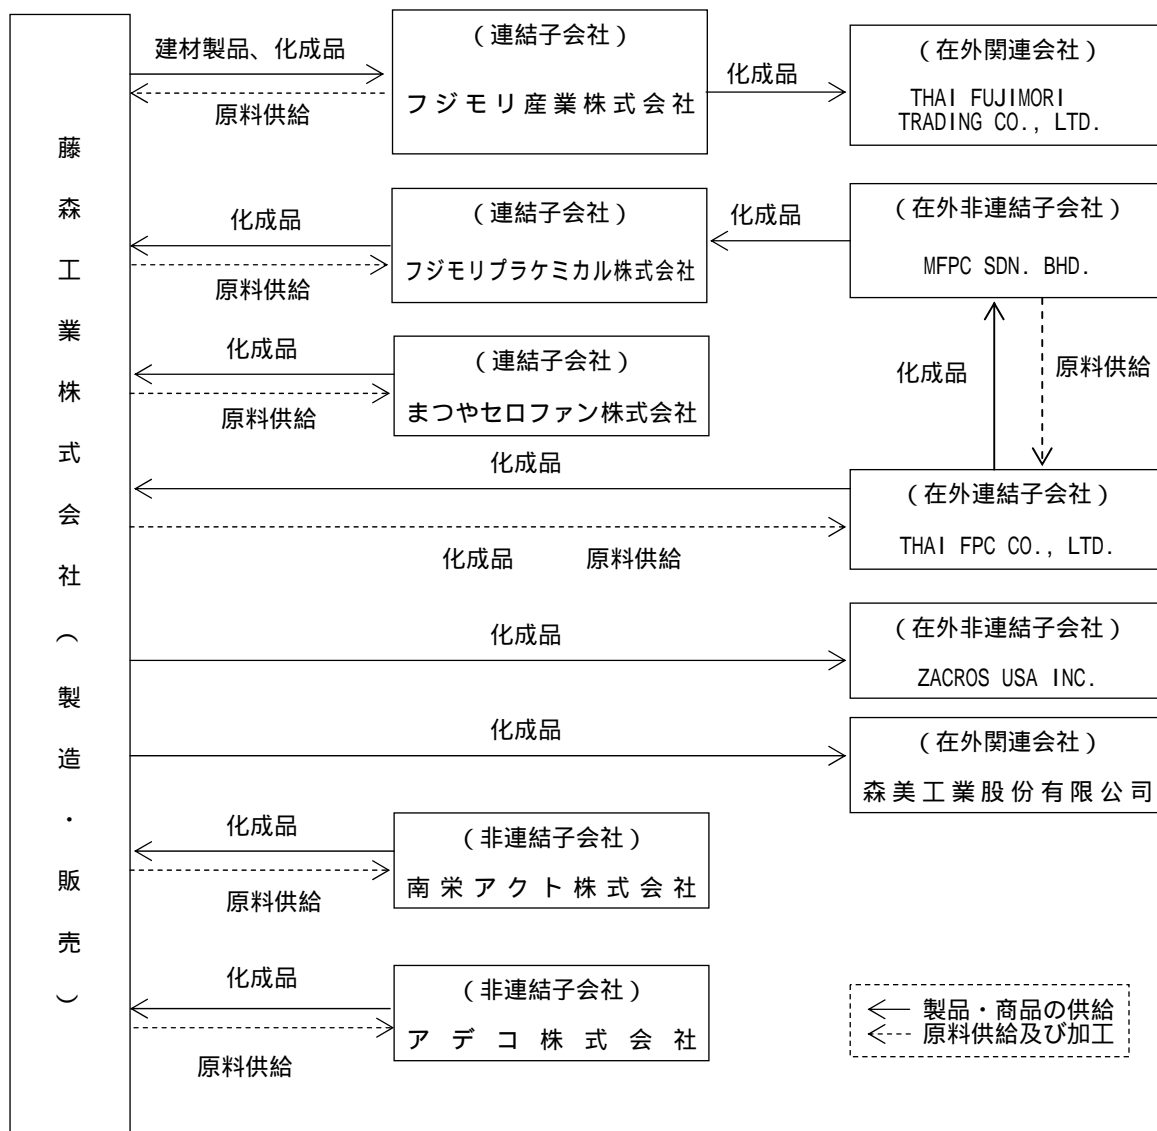 藤森工業株式会社(製造・販売)
建材製品、化成品
原料供給
(連結子会社)
フジモリ産業株式会社
化成品
(在外関連会社)
THAI FUJIMORI
TRADING CO., LTD.
化成品
原料供給
(連結子会社)
フジモリプラケミカル株式会社
化成品
(在外非連結子会社)
MFPC SDN. BHD.
化成品
原料供給
化成品
原料供給
(連結子会社)
まつやセロファン株式会社
化成品
化成品 原料供給
(在外連結子会社)
THAI FPC CO., LTD.
化成品
(在外非連結子会社)
ZACROS USA INC.
化成品
(在外関連会社)
森美工業股份有限公司
化成品
原料供給
(非連結子会社)
南栄アクト株式会社
化成品
原料供給
(非連結子会社)
アデコ株式会社
製品・商品の供給
原料供給及び加工